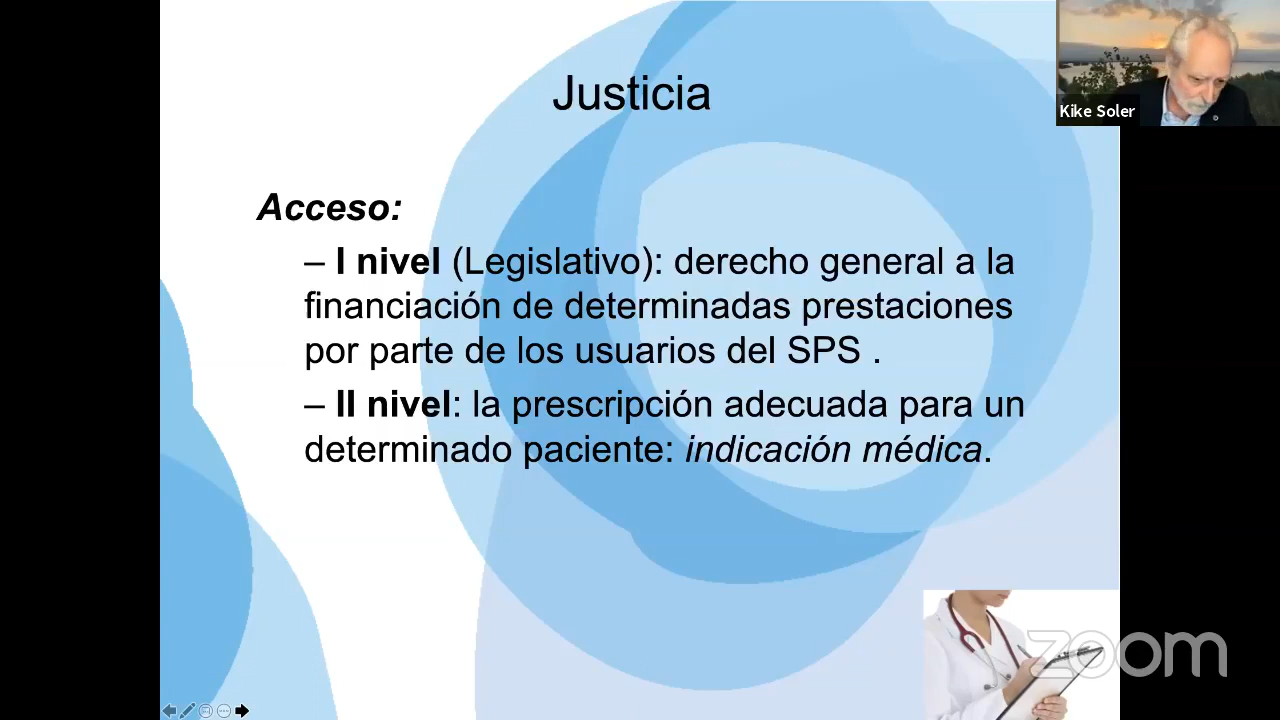 Justicia
Kike Soler
Acceso:
– I nivel (Legislativo): derecho general a la
financiación de determinadas prestaciones
por parte de los usuarios del SPS .
– II nivel: la prescripción adecuada para un
determinado paciente: indicación médica.
zoom